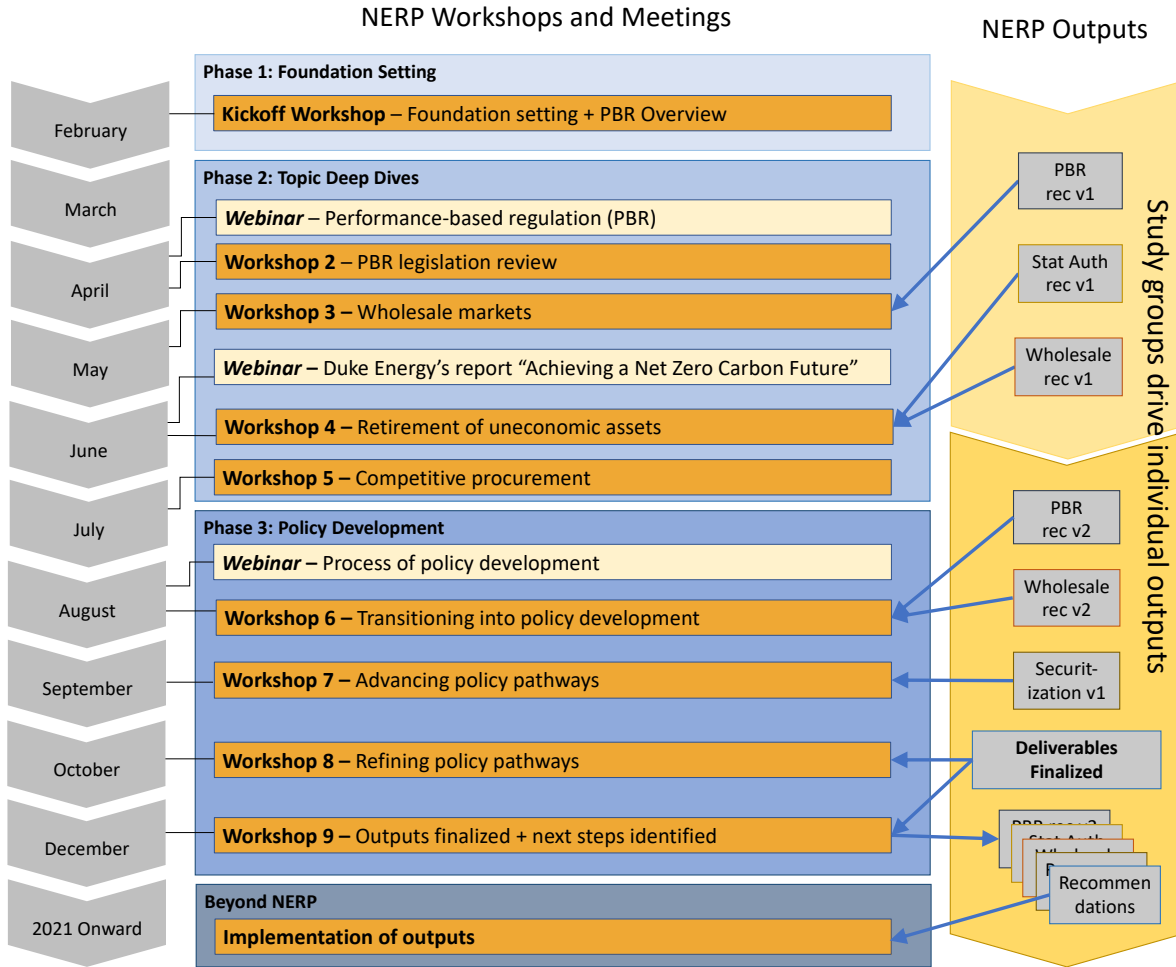 NERP Workshops and Meetings
NERP Outputs
February
March
April
May
June
July
August
September
October
December
2021 Onward
Phase 1: Foundation Setting
Kickoff Workshop – Foundation setting + PBR Overview
Phase 2: Topic Deep Dives
Webinar – Performance-based regulation (PBR)
Workshop 2 – PBR legislation review
Workshop 3 – Wholesale markets
Webinar – Duke Energy’s report “Achieving a Net Zero Carbon Future”
Workshop 4 – Retirement of uneconomic assets
Workshop 5 – Competitive procurement
Phase 3: Policy Development
Webinar – Process of policy development
Workshop 6 – Transitioning into policy development
Workshop 7 – Advancing policy pathways
Workshop 8 – Refining policy pathways
Workshop 9 – Outputs finalized + next steps identified
Beyond NERP
Implementation of outputs
PBR
rec v1
Stat Auth
rec v1
Wholesale
rec v1
PBR
rec v2
Wholesale
rec v2
Securit-
ization v1
Deliverables
Finalized
Stat Auth
Recommen
dations
Study groups drive individual outputs